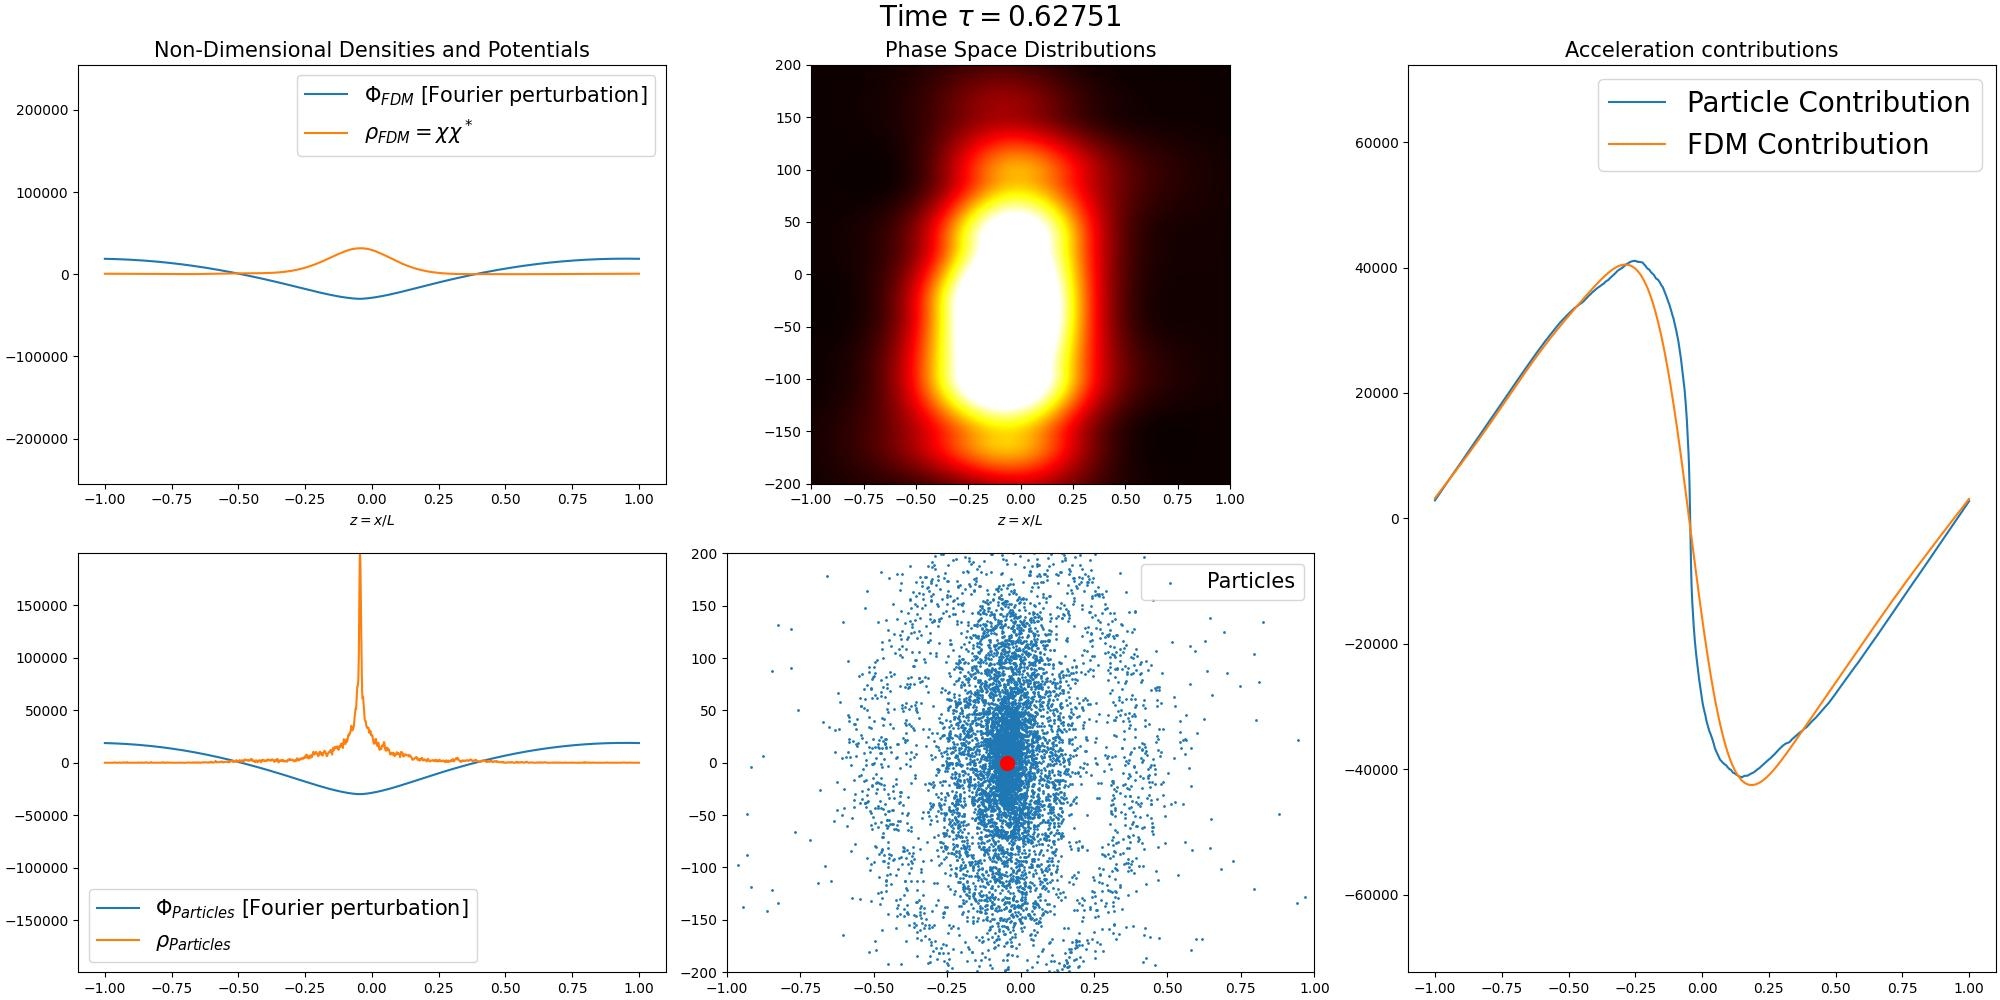 Time τ = 0.62751
Non-Dimensional Densities and Potentials
Φ_FDM [Fourier perturbation]
ρ_FDM = χχ*
200000
100000
0
−100000
−200000
−1.00 −0.75 −0.50 −0.25 0.00 0.25 0.50 0.75 1.00
z = x/L
Phase Space Distributions
200
150
100
50
0
−50
−100
−150
−200
−1.00 −0.75 −0.50 −0.25 0.00 0.25 0.50 0.75 1.00
z = x/L
Acceleration contributions
Particle Contribution
FDM Contribution
60000
40000
20000
0
−20000
−40000
−60000
−1.00 −0.75 −0.50 −0.25 0.00 0.25 0.50 0.75 1.00
150000
100000
50000
0
−50000
−100000
−150000
Φ_Particles [Fourier perturbation]
ρ_Particles
−1.00 −0.75 −0.50 −0.25 0.00 0.25 0.50 0.75 1.00
Particles
200
150
100
50
0
−50
−100
−150
−200
−1.00 −0.75 −0.50 −0.25 0.00 0.25 0.50 0.75 1.00